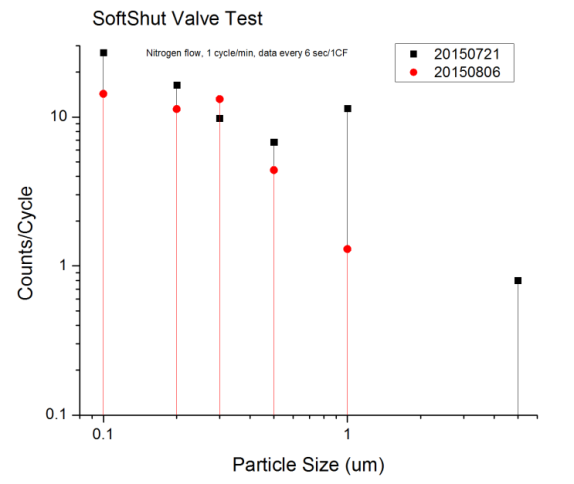 SoftShut Valve Test
Nitrogen flow, 1 cycle/min, data every 6 sec/1CF
20150721
20150806
10
1
0.1
Counts/Cycle
0.1
1
Particle Size (um)